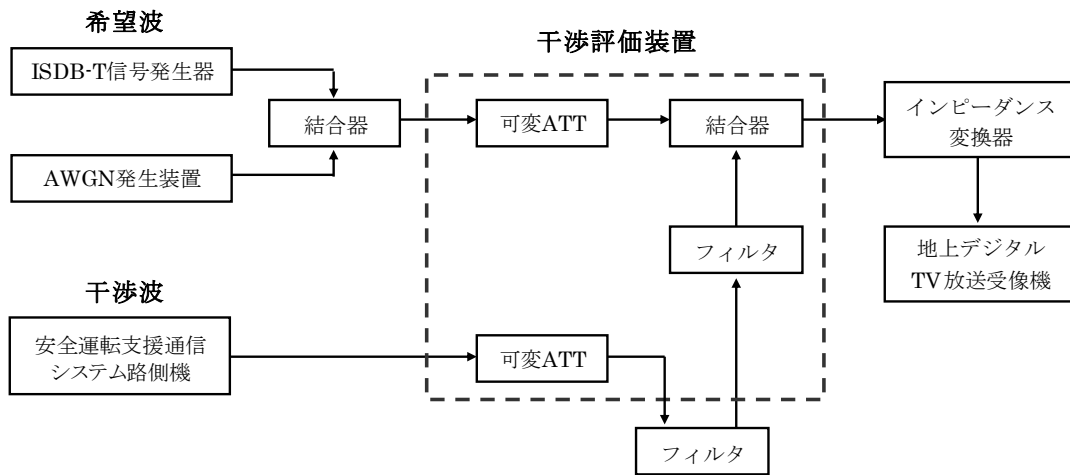 希望波
ISDB-T信号発生器
AWGN発生装置
結合器
干渉評価装置
可変ATT
結合器
インピーダンス
変換器
地上デジタル
TV放送受像機
フィルタ
干渉波
安全運転支援通信
システム路側機
可変ATT
フィルタ